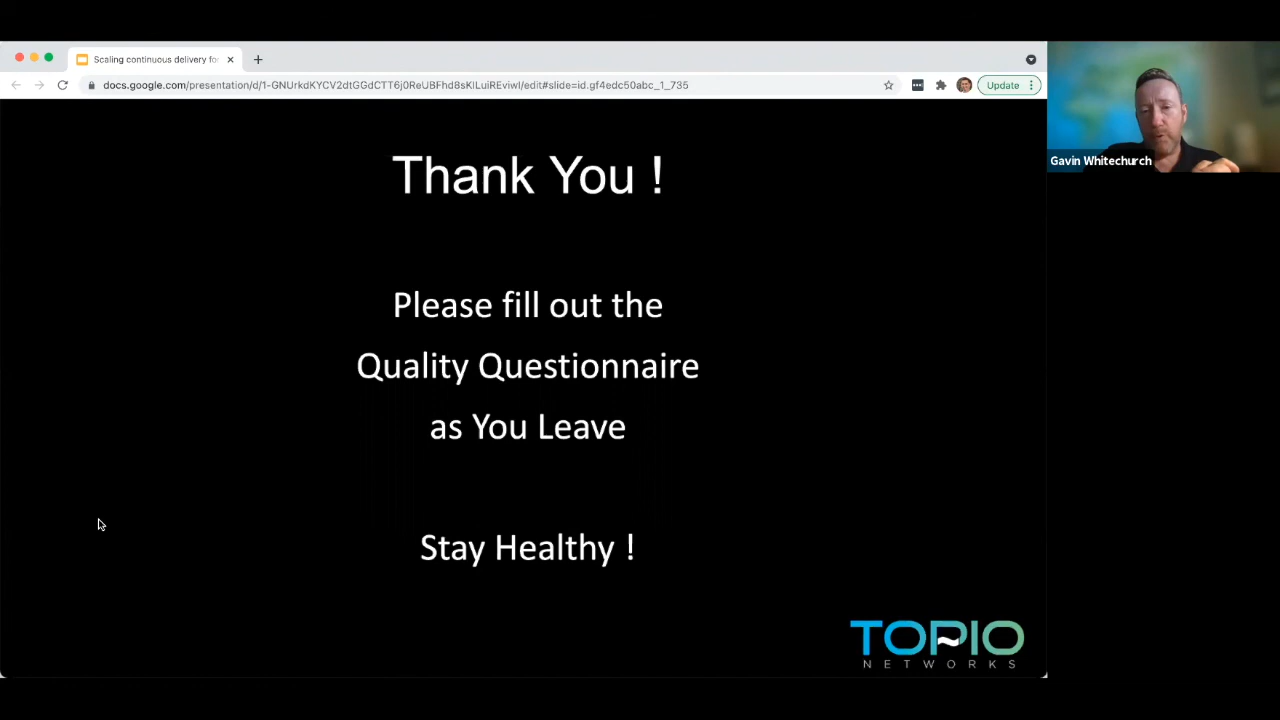 Scaling continuous delivery fo
docs.google.com/presentation/d/1-GNUrkdKYCV2dtGGdCTT6j0ReUBFhd8sKILuiREviwI/edit#slide=id.gf4edc50abc_1_735
Update
Gavin Whitechurch
Thank You !
Please fill out the
Quality Questionnaire
as You Leave
Stay Healthy !
TOPIO
NETWORKS